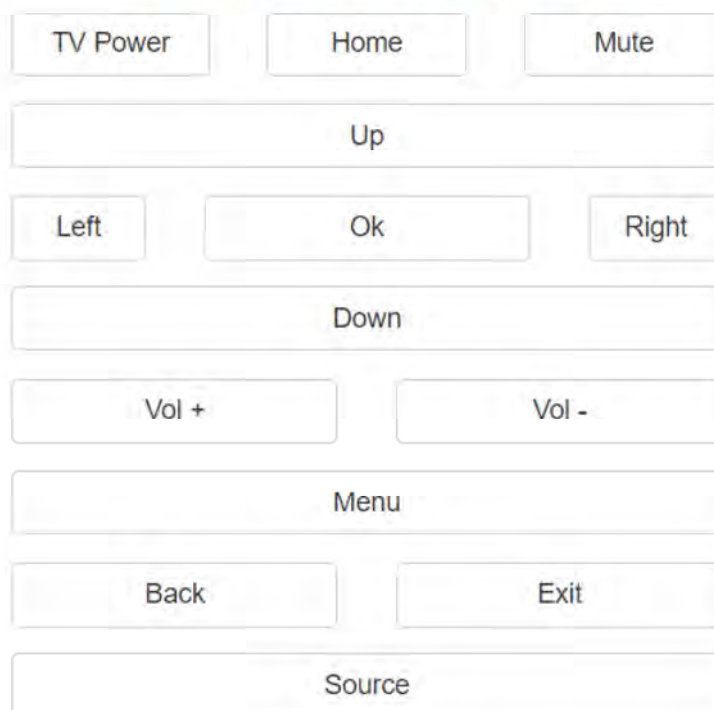 TV Power Home Mute
Up
Left Ok Right
Down
Vol + Vol -
Menu
Back Exit
Source